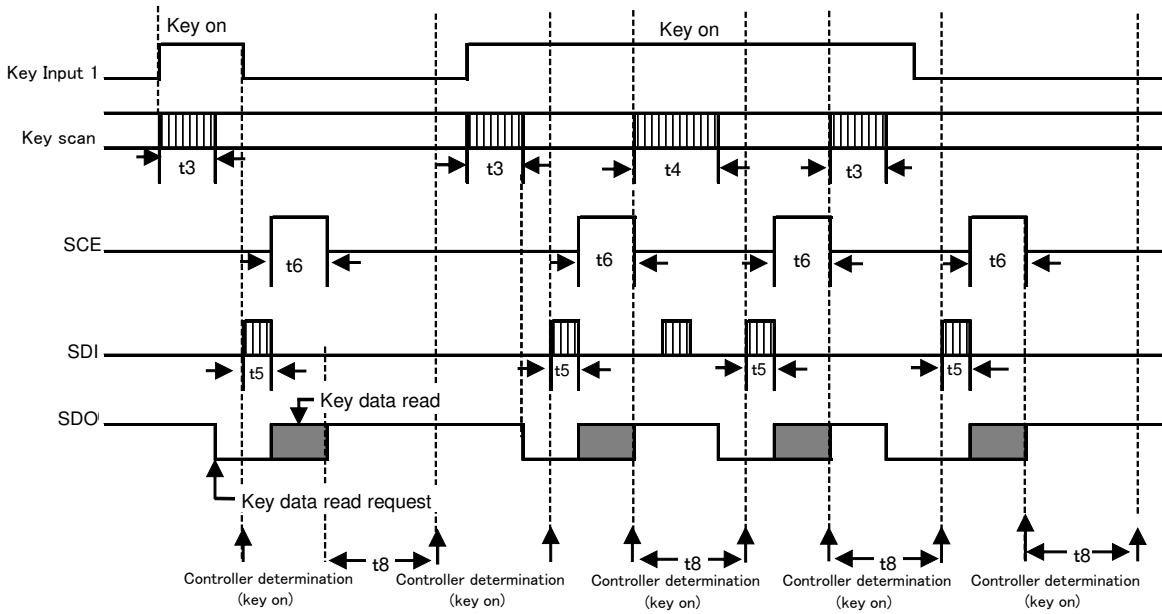 Key on
Key on
Key Input 1
Key scan
t3
t3
t4
t3
SCE
t6
t6
t6
t6
SDI
t5
t5
t5
t5
Key data read
SDO
Key data read request
t8
t8
t8
t8
Controller determination
(key on)
Controller determination
(key on)
Controller determination
(key on)
Controller determination
(key on)
Controller determination
(key on)